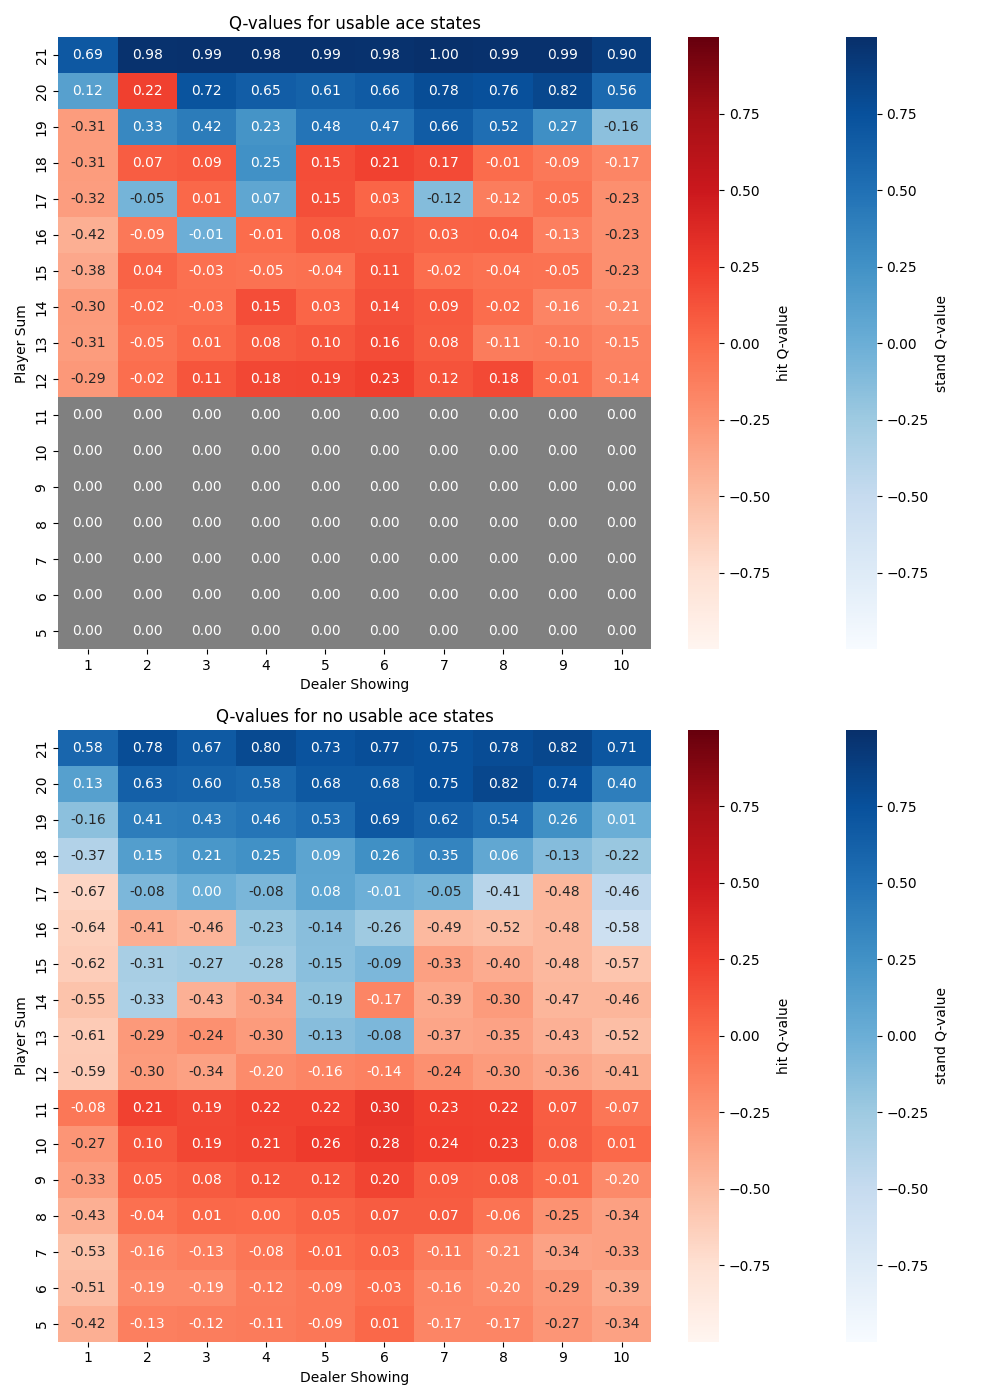 Q-values for usable ace states
21 0.69 0.98 0.99 0.98 0.99 0.98 1.00 0.99 0.99 0.90
20 0.12 0.22 0.72 0.65 0.61 0.66 0.78 0.76 0.82 0.56
19 -0.31 0.33 0.42 0.23 0.48 0.47 0.66 0.52 0.27 -0.16
18 -0.31 0.07 0.09 0.25 0.15 0.21 0.17 -0.01 -0.09 -0.17
17 -0.32 -0.05 0.01 0.07 0.15 0.03 -0.12 -0.12 -0.05 -0.23
16 -0.42 -0.09 -0.01 -0.01 0.08 0.07 0.03 0.04 -0.13 -0.23
15 -0.38 0.04 -0.03 -0.05 -0.04 0.11 -0.02 -0.04 -0.05 -0.23
14 -0.30 -0.02 -0.03 0.15 0.03 0.14 0.09 -0.02 -0.16 -0.21
13 -0.31 -0.05 0.01 0.08 0.10 0.16 0.08 -0.11 -0.10 -0.15
12 -0.29 -0.02 0.11 0.18 0.19 0.23 0.12 0.18 -0.01 -0.14
11 0.00 0.00 0.00 0.00 0.00 0.00 0.00 0.00 0.00 0.00
10 0.00 0.00 0.00 0.00 0.00 0.00 0.00 0.00 0.00 0.00
9 0.00 0.00 0.00 0.00 0.00 0.00 0.00 0.00 0.00 0.00
8 0.00 0.00 0.00 0.00 0.00 0.00 0.00 0.00 0.00 0.00
7 0.00 0.00 0.00 0.00 0.00 0.00 0.00 0.00 0.00 0.00
6 0.00 0.00 0.00 0.00 0.00 0.00 0.00 0.00 0.00 0.00
5 0.00 0.00 0.00 0.00 0.00 0.00 0.00 0.00 0.00 0.00
1 2 3 4 5 6 7 8 9 10
Dealer Showing
Player Sum
0.75
0.50
0.25
0.00
−0.25
−0.50
−0.75
hit Q-value
0.75
0.50
0.25
0.00
−0.25
−0.50
−0.75
stand Q-value
Q-values for no usable ace states
21 0.58 0.78 0.67 0.80 0.73 0.77 0.75 0.78 0.82 0.71
20 0.13 0.63 0.60 0.58 0.68 0.68 0.75 0.82 0.74 0.40
19 -0.16 0.41 0.43 0.46 0.53 0.69 0.62 0.54 0.26 0.01
18 -0.37 0.15 0.21 0.25 0.09 0.26 0.35 0.06 -0.13 -0.22
17 -0.67 -0.08 0.00 -0.08 0.08 -0.01 -0.05 -0.41 -0.48 -0.46
16 -0.64 -0.41 -0.46 -0.23 -0.14 -0.26 -0.49 -0.52 -0.48 -0.58
15 -0.62 -0.31 -0.27 -0.28 -0.15 -0.09 -0.33 -0.40 -0.48 -0.57
14 -0.55 -0.33 -0.43 -0.34 -0.19 -0.17 -0.39 -0.30 -0.47 -0.46
13 -0.61 -0.29 -0.24 -0.30 -0.13 -0.08 -0.37 -0.35 -0.43 -0.52
12 -0.59 -0.30 -0.34 -0.20 -0.16 -0.14 -0.24 -0.30 -0.36 -0.41
11 -0.08 0.21 0.19 0.22 0.22 0.30 0.23 0.22 0.07 -0.07
10 -0.27 0.10 0.19 0.21 0.26 0.28 0.24 0.23 0.08 0.01
9 -0.33 0.05 0.08 0.12 0.12 0.20 0.09 0.08 -0.01 -0.20
8 -0.43 -0.04 0.01 0.00 0.05 0.07 0.07 -0.06 -0.25 -0.34
7 -0.53 -0.16 -0.13 -0.08 -0.01 0.03 -0.11 -0.21 -0.34 -0.33
6 -0.51 -0.19 -0.19 -0.12 -0.09 -0.03 -0.16 -0.20 -0.29 -0.39
5 -0.42 -0.13 -0.12 -0.11 -0.09 0.01 -0.17 -0.17 -0.27 -0.34
1 2 3 4 5 6 7 8 9 10
Dealer Showing
Player Sum
0.75
0.50
0.25
0.00
−0.25
−0.50
−0.75
hit Q-value
0.75
0.50
0.25
0.00
−0.25
−0.50
−0.75
stand Q-value